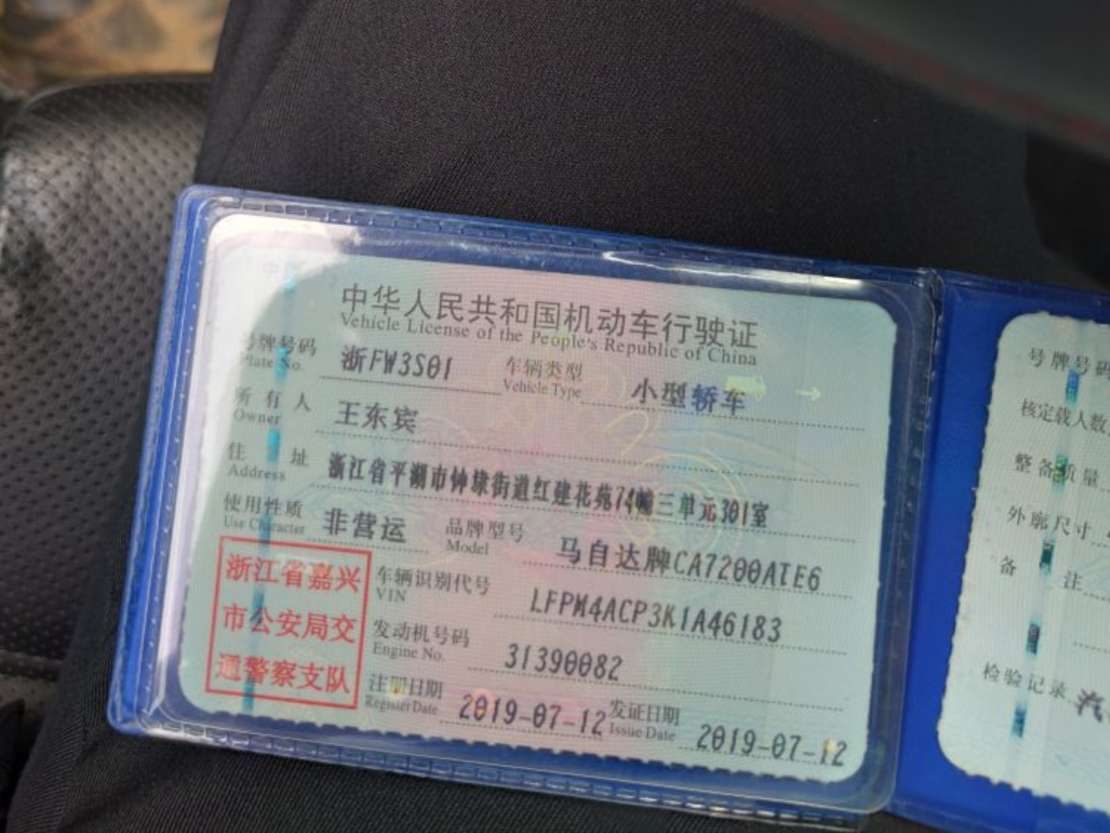 中华人民共和国机动车行驶证
Vehicle License of the People's Republic of China
号牌号码 浙FW3S01 车辆类型 小型轿车
Plate No. Vehicle Type
所有人 王东宾
Owner
住址 浙江省平湖市钟埭街道红建花苑74幢三单元301室
Address
使用性质 非营运 品牌型号 马自达牌CA7200ATE6
Use Character Model
浙江省嘉兴
市公安局交
通警察支队
车辆识别代号 LFPM4ACP3K1A46183
VIN
发动机号码 31390082
Engine No.
注册日期 2019-07-12 发证日期 2019-07-12
Register Date Issue Date
号牌号码
核定载人数
整备质量
外廓尺寸
备注
检验记录